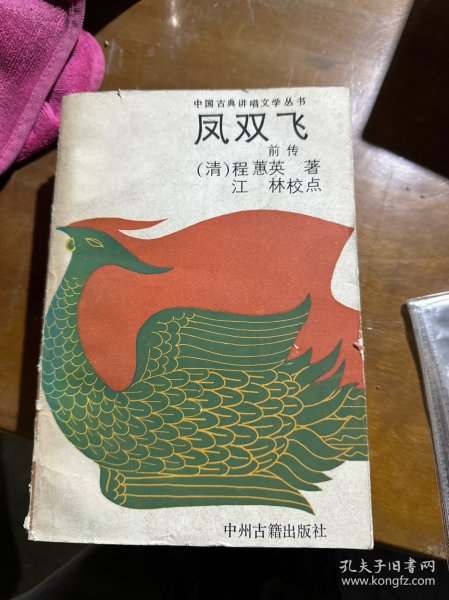 中国古典讲唱文学丛书
凤双飞
前传
(清)程蕙英 著
江 林校点
中州古籍出版社
孔夫子旧书网
www.kongfz.com